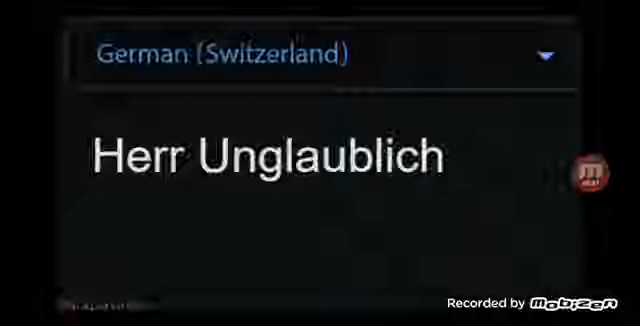 German (Switzerland)
Herr Unglaublich
Recorded by Mobizen